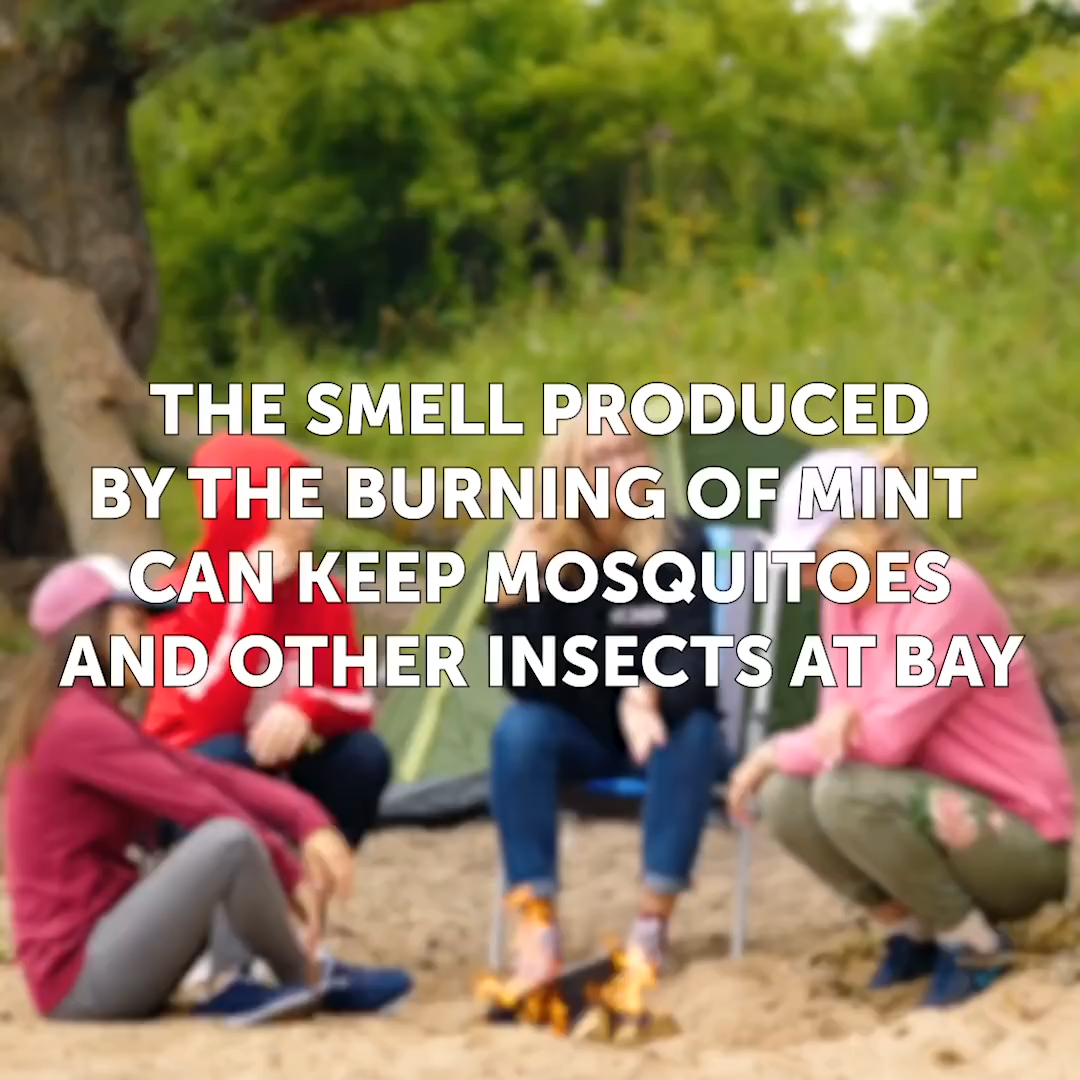 THE SMELL PRODUCED
BY THE BURNING OF MINT
CAN KEEP MOSQUITOES
AND OTHER INSECTS AT BAY